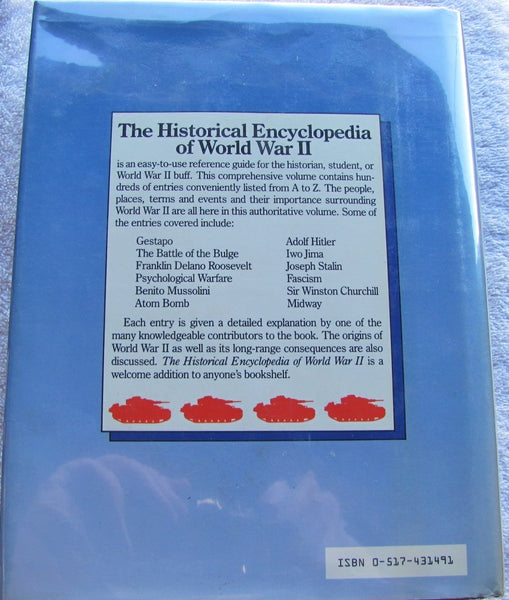 The Historical Encyclopedia
of World War II
is an easy-to-use reference guide for the historian, student, or
World War II buff. This comprehensive volume contains hun-
dreds of entries conveniently listed from A to Z. The people,
places, terms and events and their importance surrounding
World War II are all here in this authoritative volume. Some of
the entries covered include:
Gestapo Adolf Hitler
The Battle of the Bulge Iwo Jima
Franklin Delano Roosevelt Joseph Stalin
Psychological Warfare Fascism
Benito Mussolini Sir Winston Churchill
Atom Bomb Midway
Each entry is given a detailed explanation by one of the
many knowledgeable contributors to the book. The origins of
World War II as well as its long-range consequences are also
discussed. The Historical Encyclopedia of World War II is a
welcome addition to anyone's bookshelf.
ISBN 0-517-431491